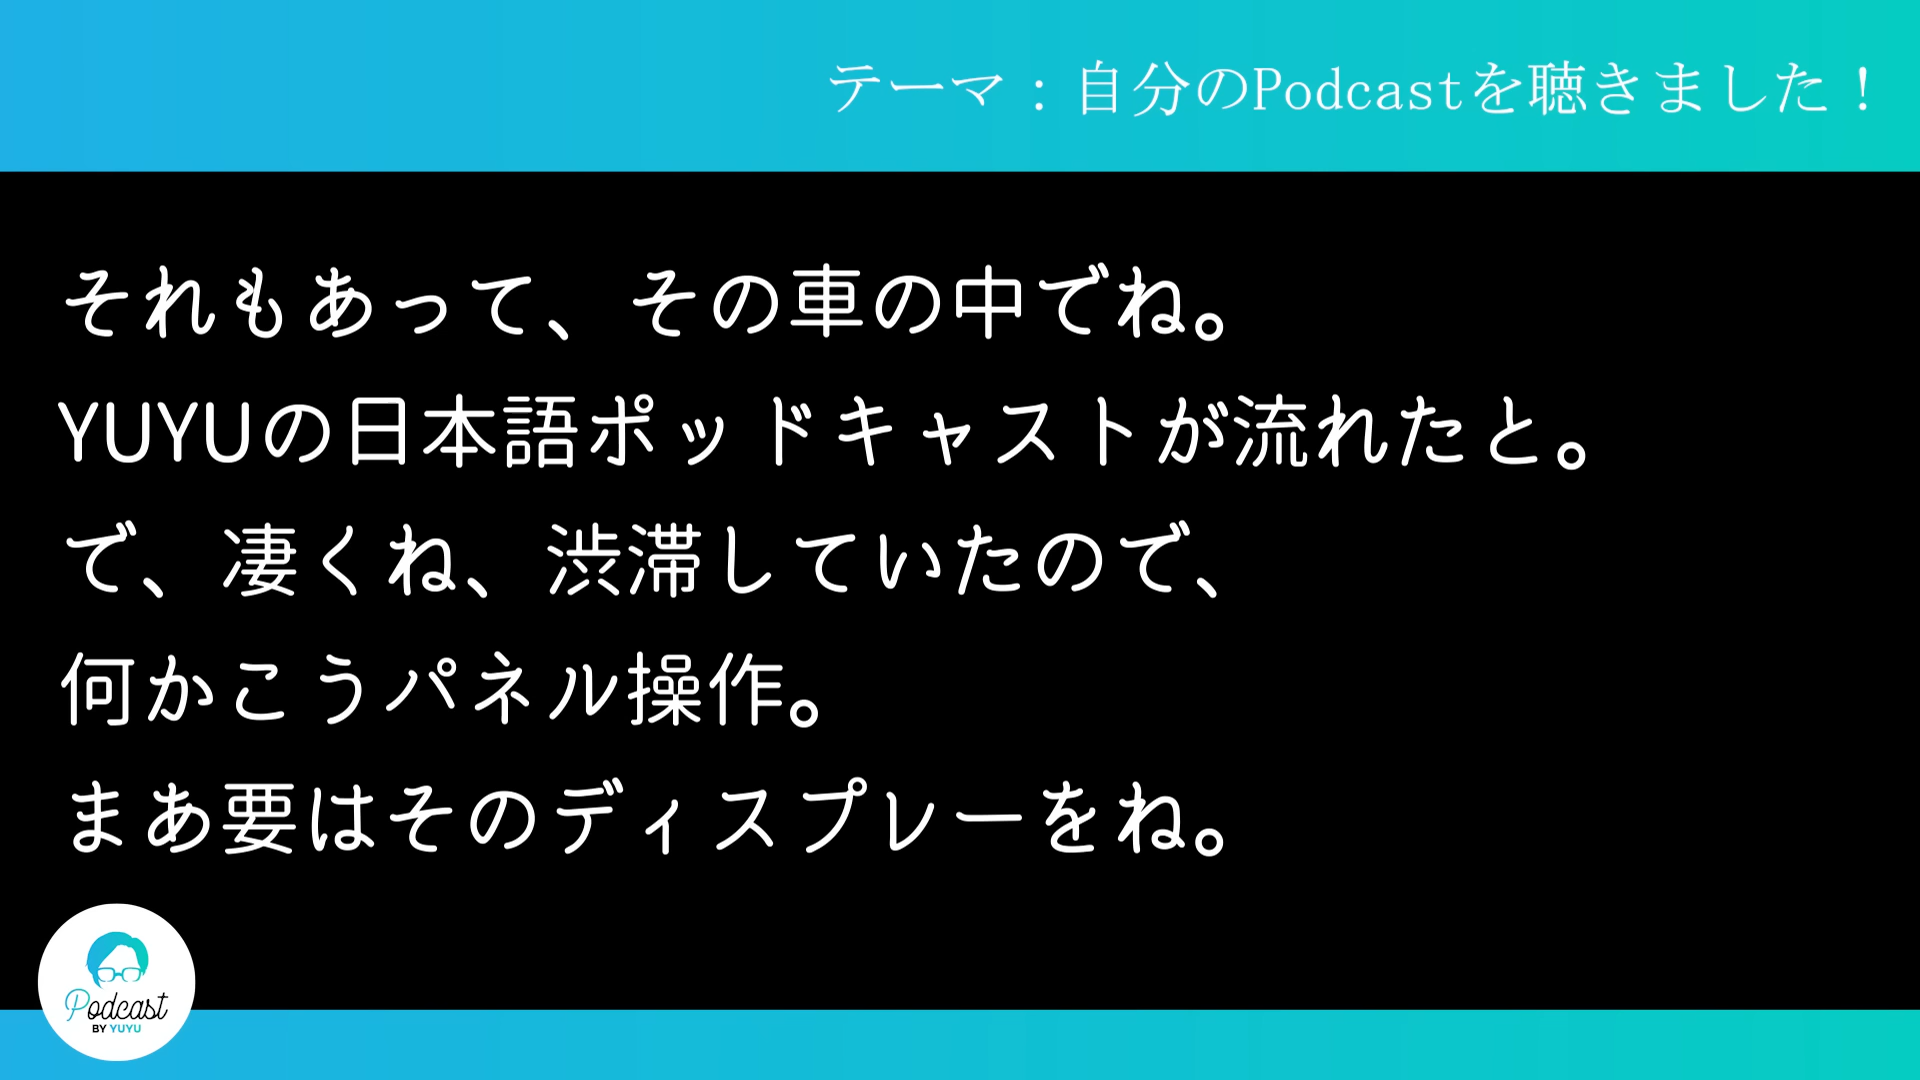 テーマ：自分のPodcastを聴きました！
それもあって、その車の中でね。
YUYUの日本語ポッドキャストが流れたと。
で、凄くね、渋滞していたので、
何かこうパネル操作。
まあ要はそのディスプレーをね。
Podcast
BY YUYU